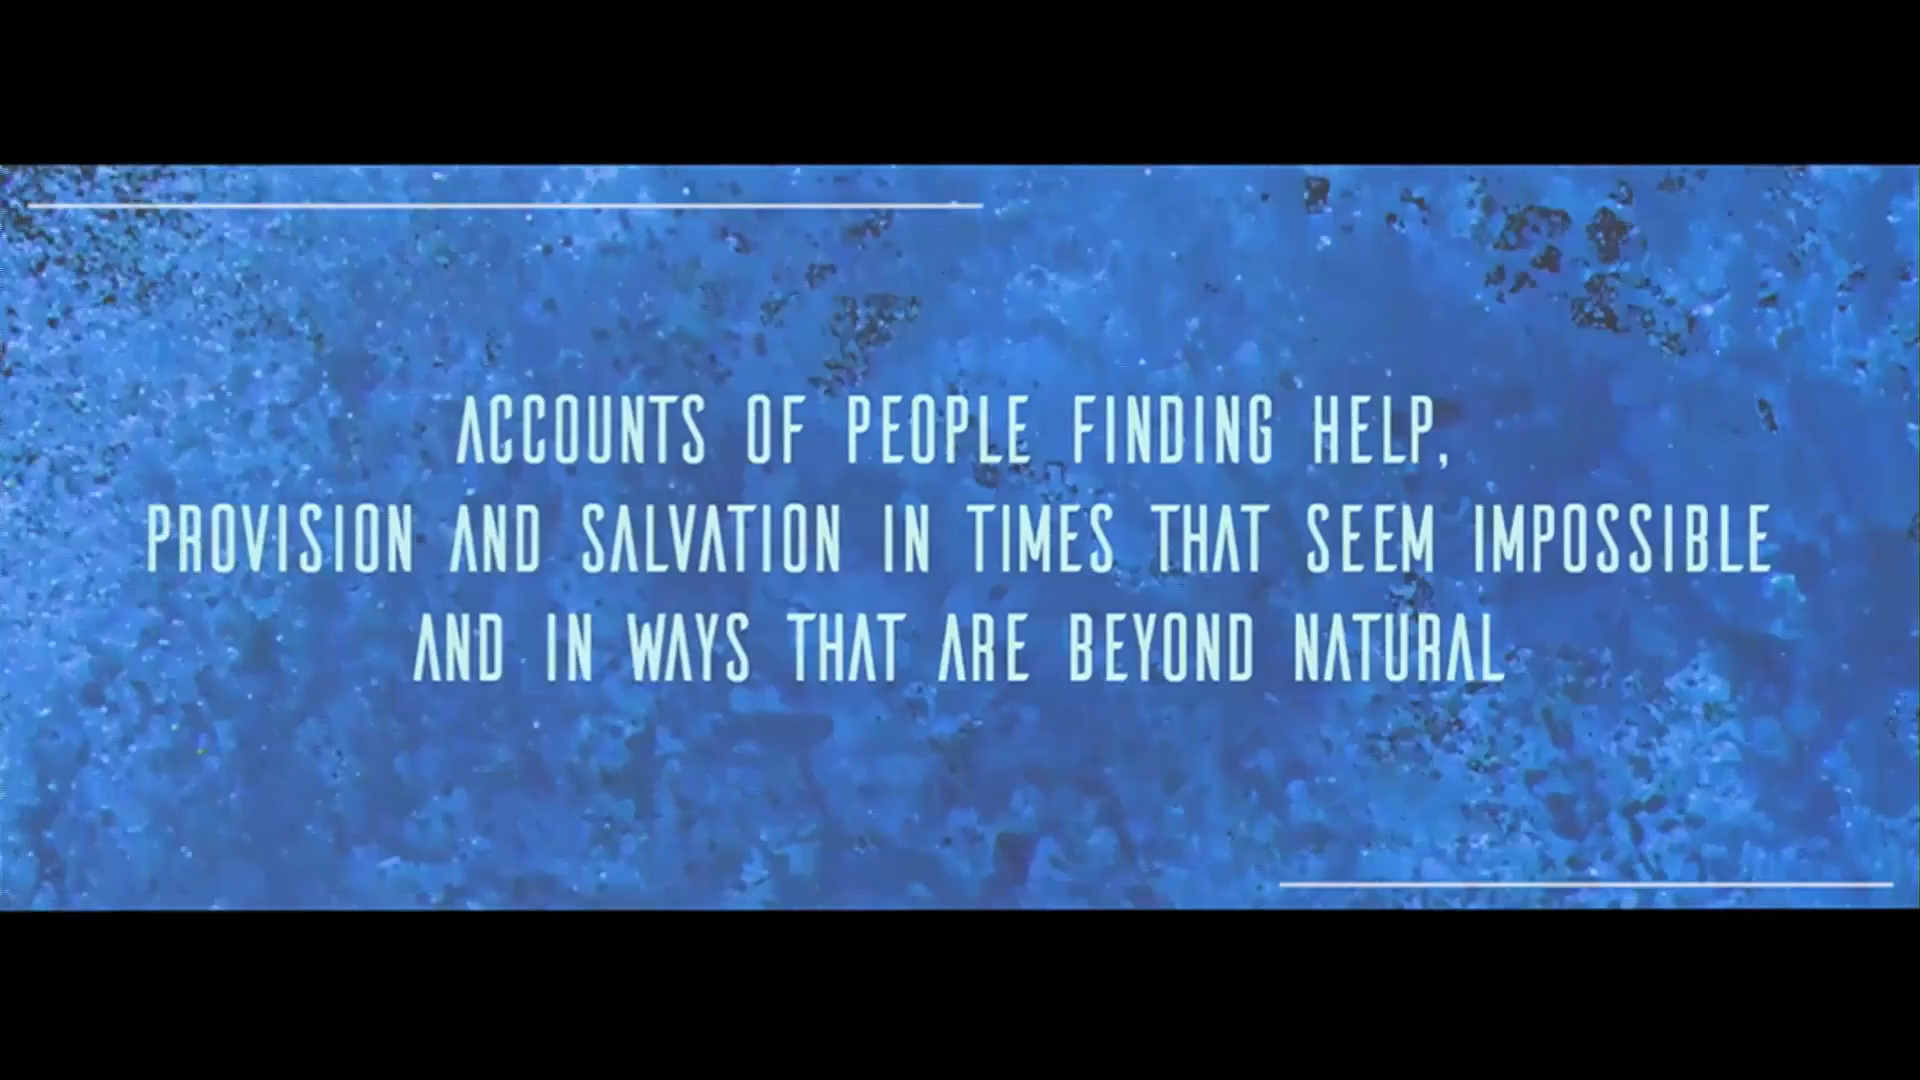 ACCOUNTS OF PEOPLE FINDING HELP,
PROVISION AND SALVATION IN TIMES THAT SEEM IMPOSSIBLE
AND IN WAYS THAT ARE BEYOND NATURAL